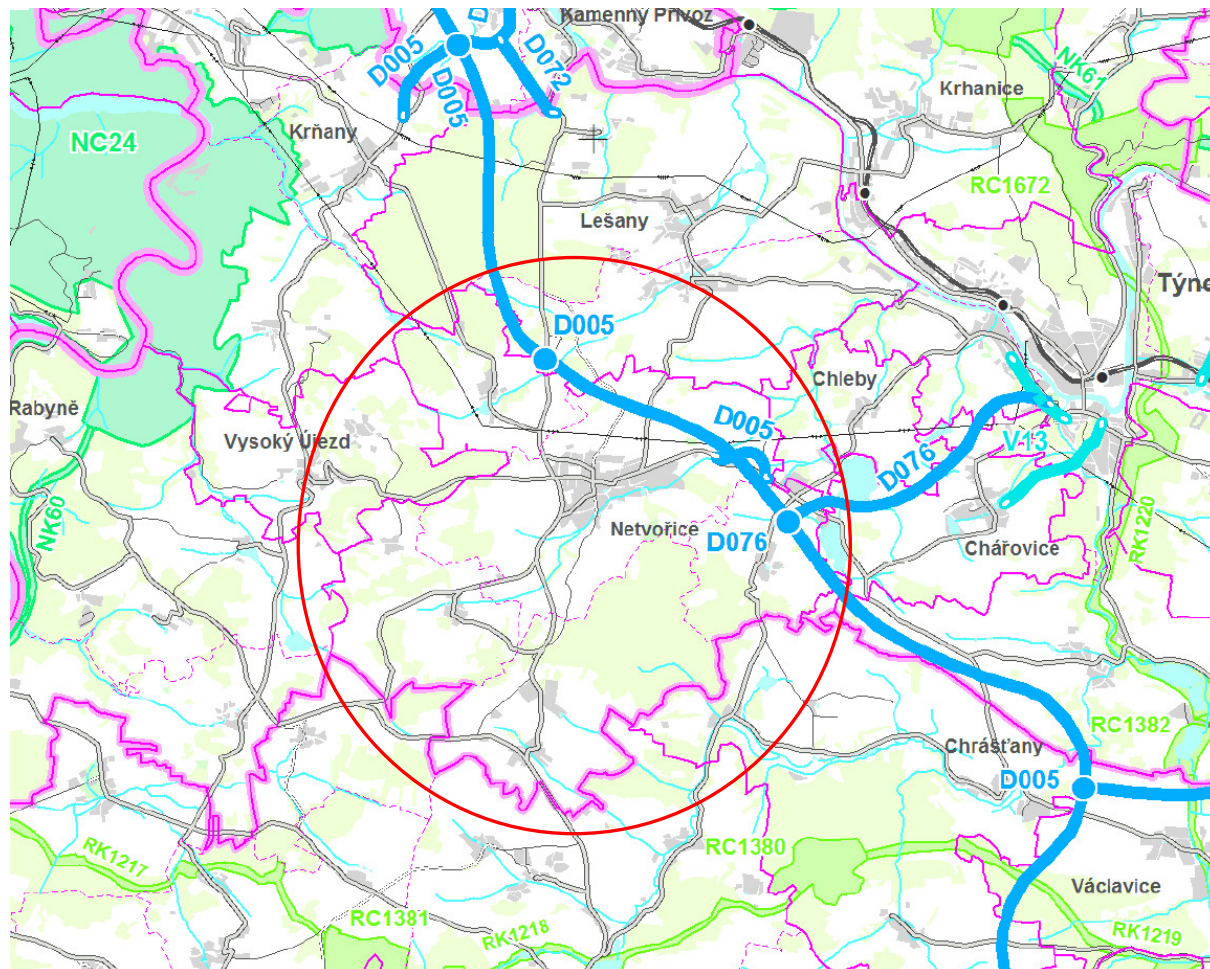 Kamenný Přívoz
D005
D072
D005
NK61
Krhanice
Krňany
NC24
RC1672
Lešany
Týne
D005
Chleby
Rabyně
D005
Vysoký Újezd
V13
D076
NK60
Netvořice
RK1220
D076
Chářovice
RC1382
Chrášťany
D005
RC1380
RK1217
Václavice
RC1381
RK1218
RK1219